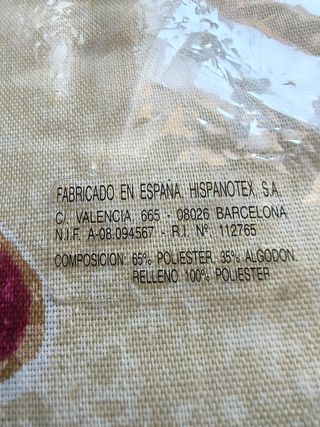 FABRICADO EN ESPAÑA. HISPANOTEX, S.A.
C/. VALENCIA, 665 - 08026 BARCELONA
N.I.F. A-08.094567 - R.I. Nº. 112765
COMPOSICION: 65% POLIESTER, 35% ALGODON.
RELLENO: 100% POLIESTER